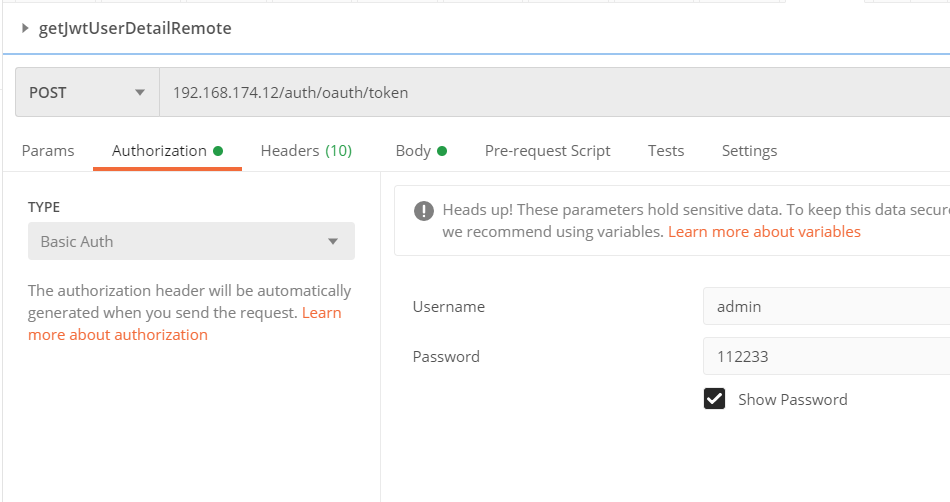 getJwtUserDetailRemote
POST 192.168.174.12/auth/oauth/token
Params Authorization Headers (10) Body Pre-request Script Tests Settings
TYPE
Basic Auth
The authorization header will be automatically
generated when you send the request. Learn
more about authorization
Heads up! These parameters hold sensitive data. To keep this data secure
we recommend using variables. Learn more about variables
Username admin
Password 112233
Show Password